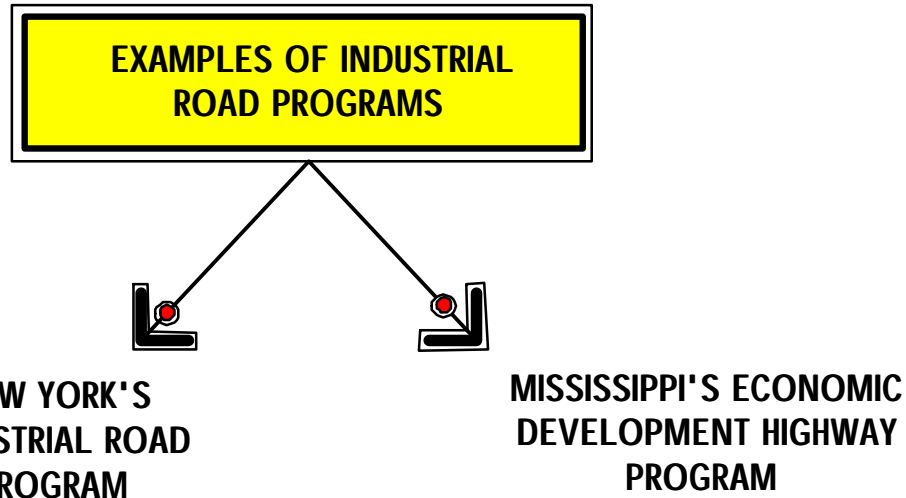 EXAMPLES OF INDUSTRIAL
ROAD PROGRAMS
W YORK'S
STRIAL ROAD
ROGRAM
MISSISSIPPI'S ECONOMIC
DEVELOPMENT HIGHWAY
PROGRAM